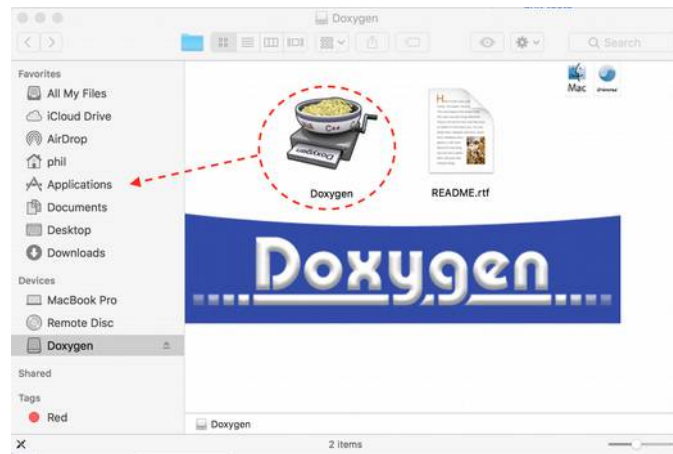 Doxygen
Search
Favorites
All My Files
iCloud Drive
AirDrop
phil
Applications
Documents
Desktop
Downloads
Devices
MacBook Pro
Remote Disc
Doxygen
Shared
Tags
Red
Mac
C++
Doxygen
Doxygen
README.rtf
Doxygen
Doxygen
2 items